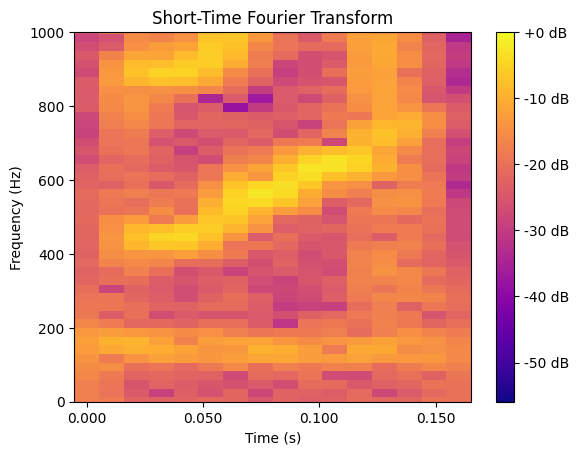 Short-Time Fourier Transform
1000
800
600
400
200
0
Frequency (Hz)
0.000
0.050
0.100
0.150
Time (s)
+0 dB
-10 dB
-20 dB
-30 dB
-40 dB
-50 dB